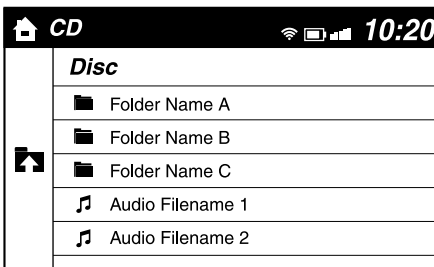 CD 10:20
Disc
Folder Name A
Folder Name B
Folder Name C
Audio Filename 1
Audio Filename 2